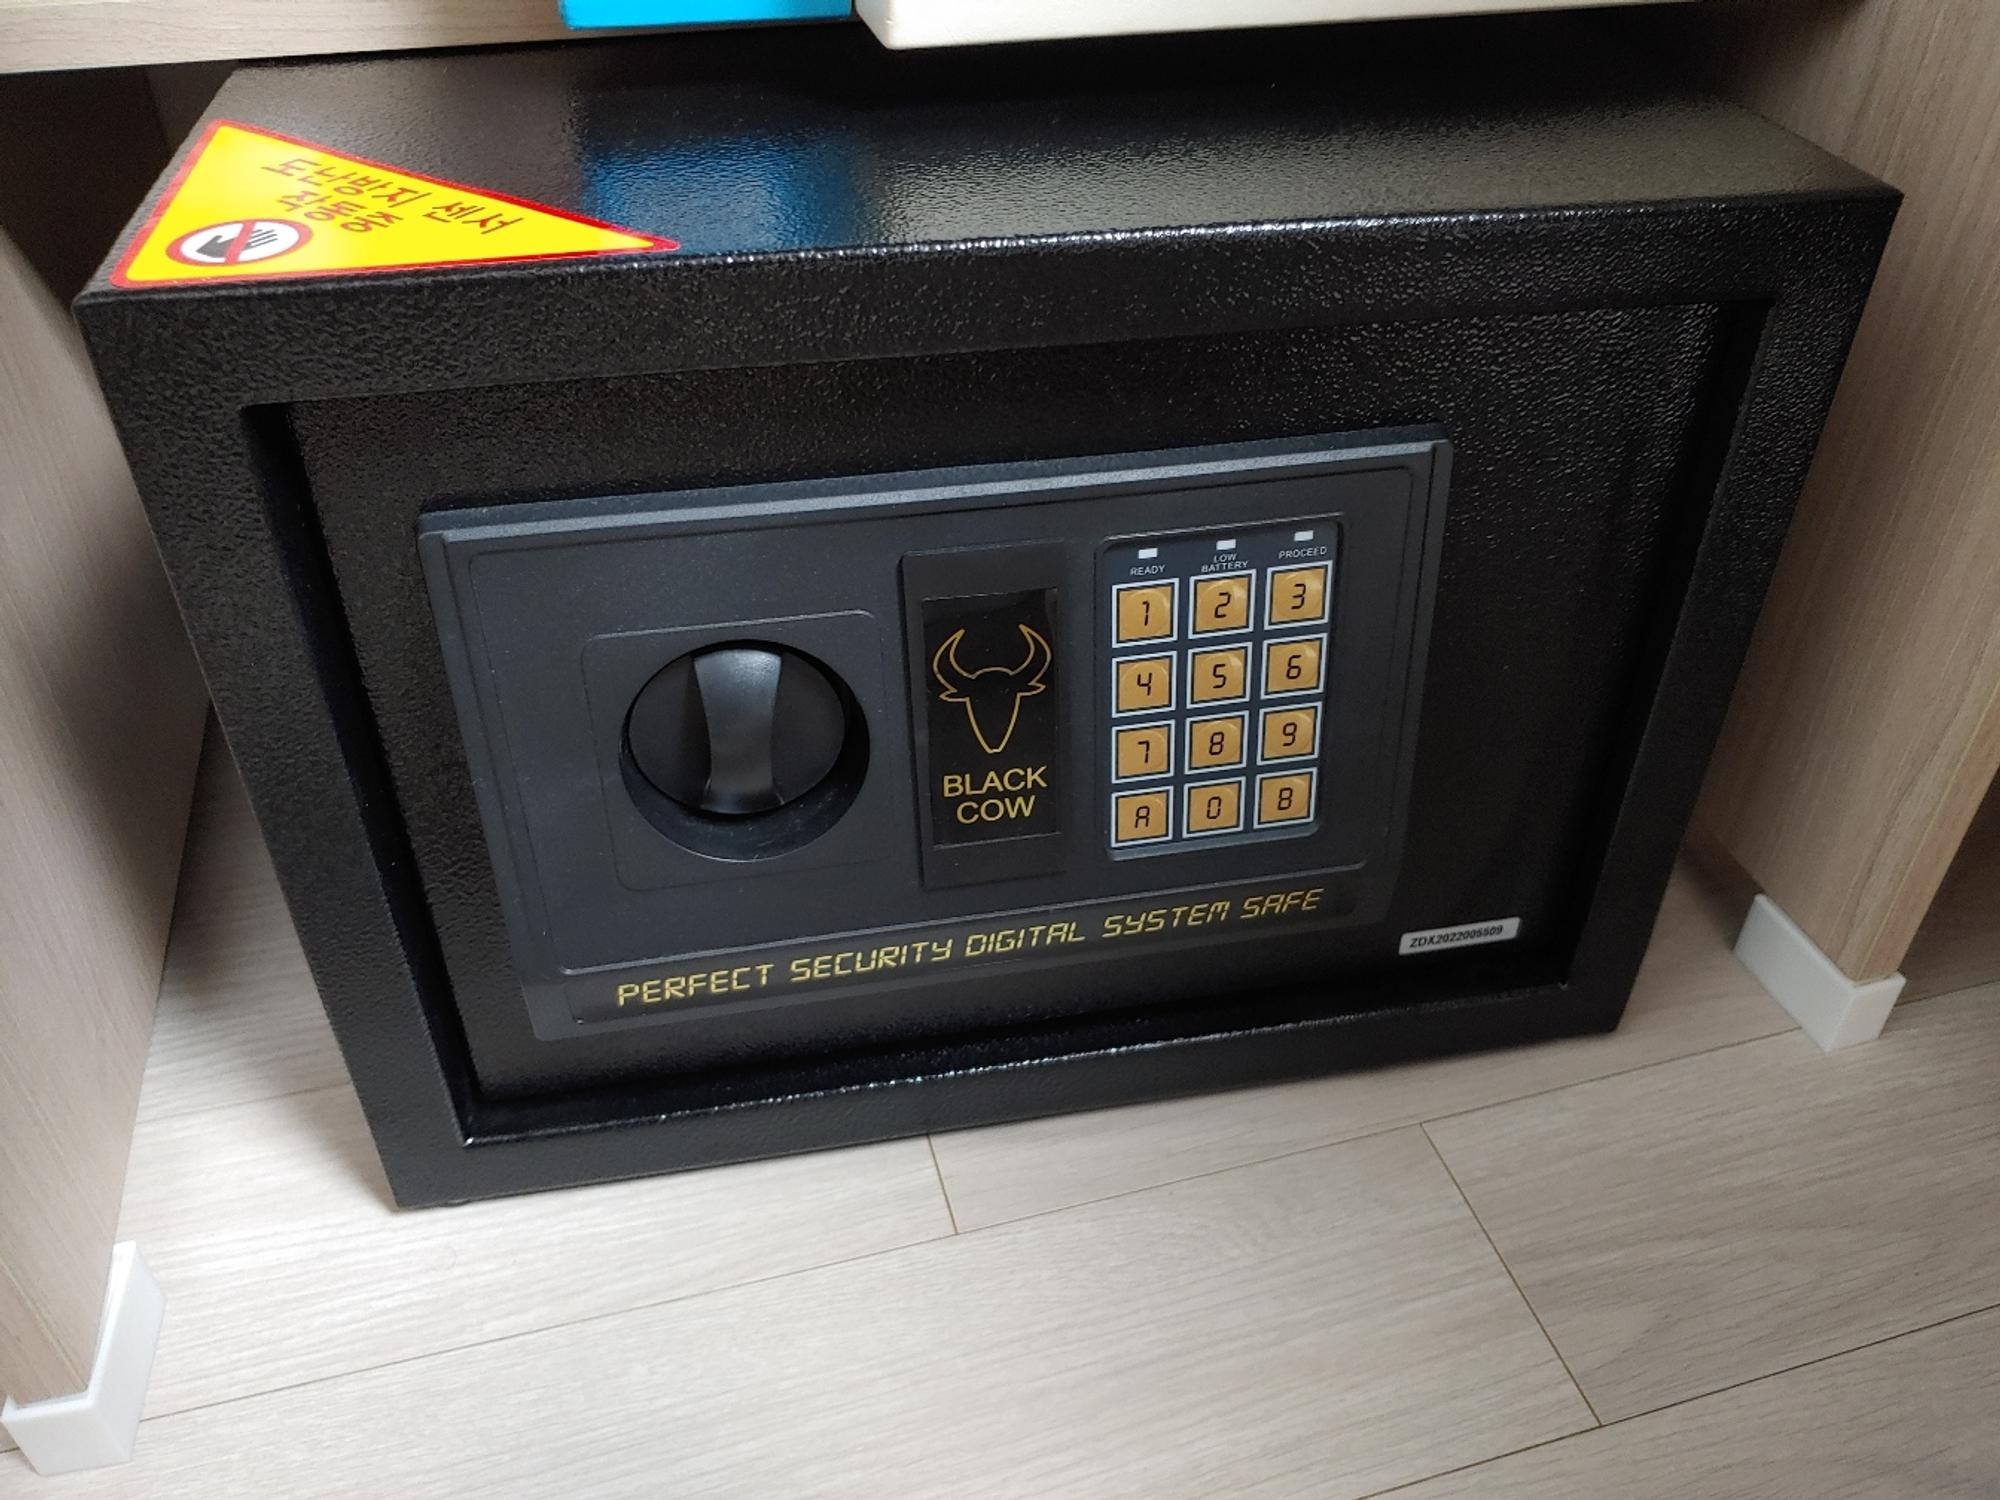 도난방지 센서
작동중
READY
LOW
BATTERY
PROCEED
1 2 3
4 5 6
7 8 9
A 0 B
BLACK
COW
PERFECT SECURITY DIGITAL SYSTEM SAFE
ZDX2022005509